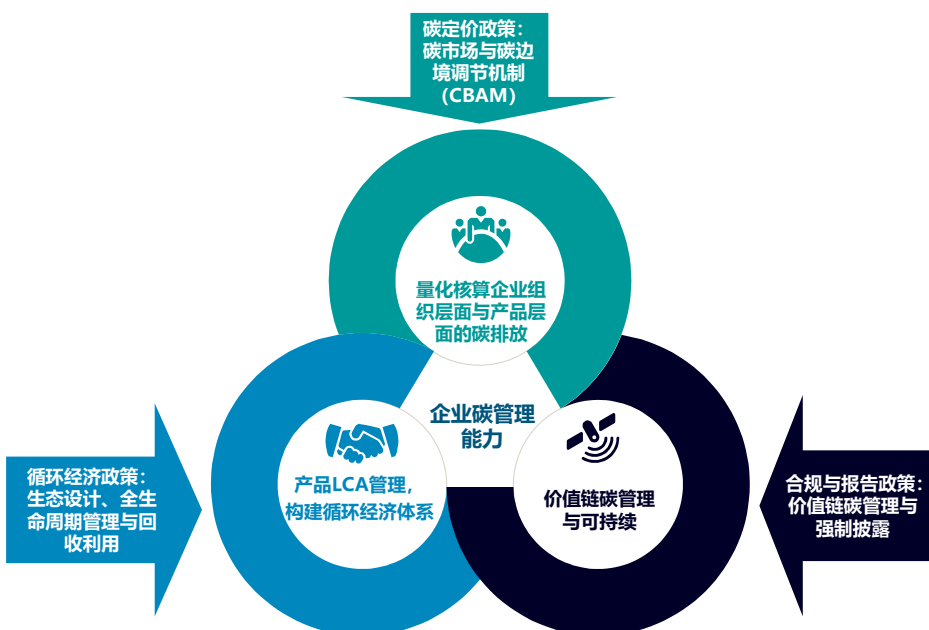 碳定价政策：
碳市场与碳边
境调节机制
（CBAM）
量化核算企业组
织层面与产品层
面的碳排放
企业碳管理
能力
循环经济政策：
生态设计、全生
命周期管理与回
收利用
产品LCA管理，
构建循环经济体系
价值链碳管理
与可持续
合规与报告政策：
价值链碳管理与
强制披露